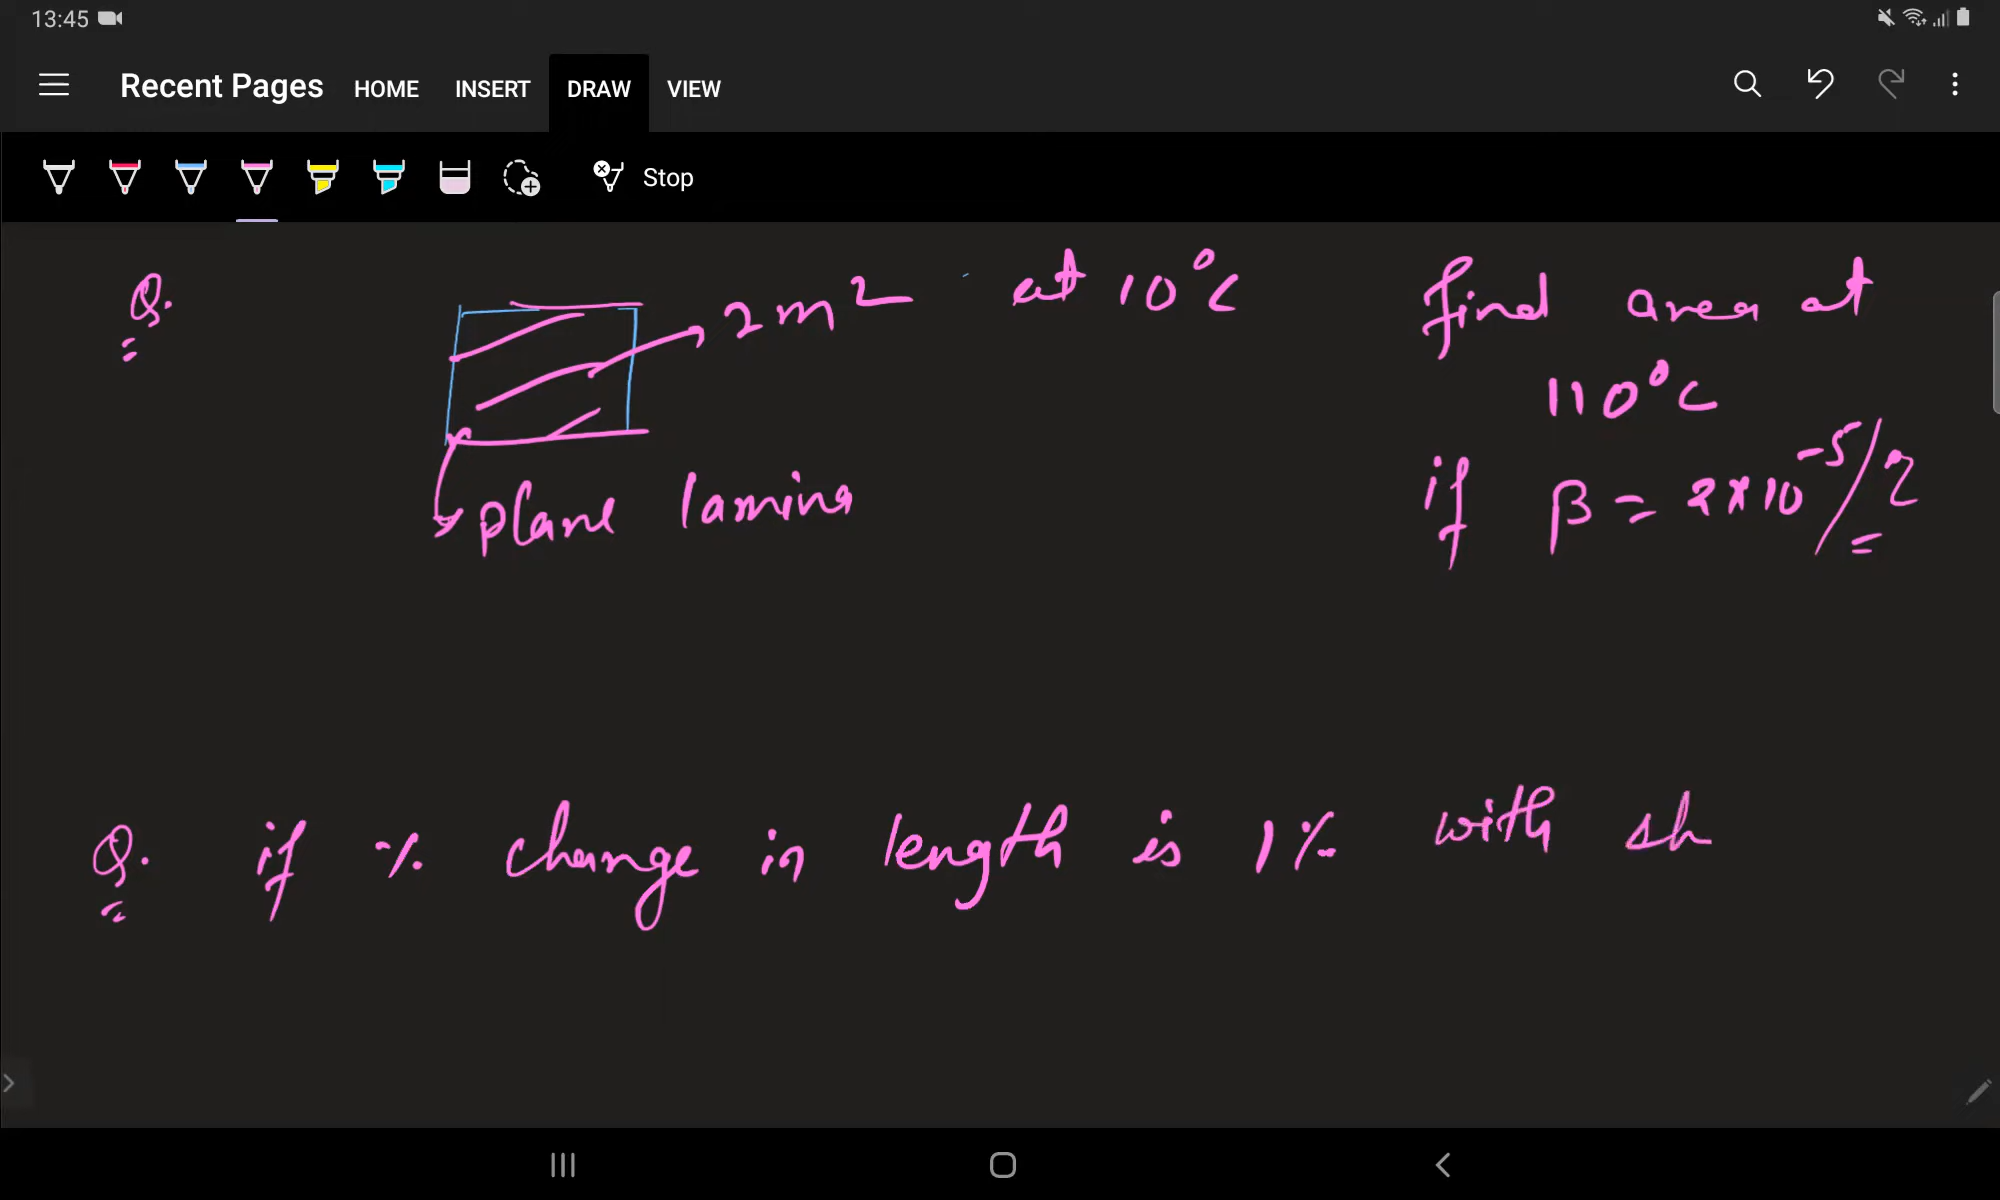 13:45
Recent Pages HOME INSERT DRAW VIEW
Stop
Q. 2m² at 10°C find area at
110°C
plane lamina if β = 2×10⁻⁵/
Q. if % change in length is 1% with sh